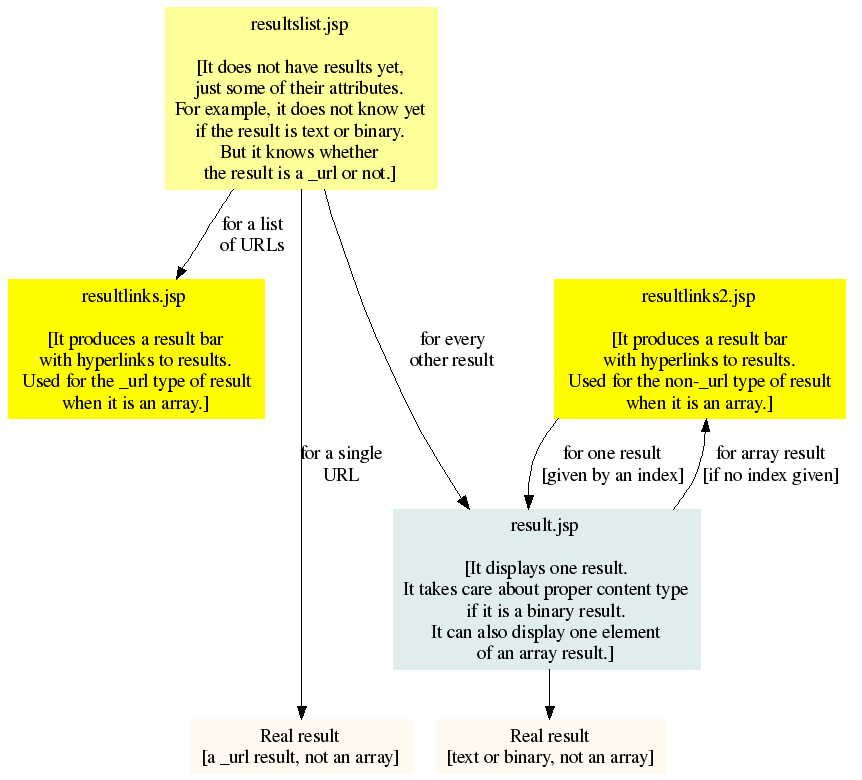 resultslist.jsp
[It does not have results yet,
just some of their attributes.
For example, it does not know yet
if the result is text or binary.
But it knows whether
the result is a _url or not.]
for a list
of URLs
resultlinks.jsp
[It produces a result bar
with hyperlinks to results.
Used for the _url type of result
when it is an array.]
for every
other result
resultlinks2.jsp
[It produces a result bar
with hyperlinks to results.
Used for the non-_url type of result
when it is an array.]
for a single
URL
for one result
[given by an index]
for array result
[if no index given]
result.jsp
[It displays one result.
It takes care about proper content type
if it is a binary result.
It can also display one element
of an array result.]
Real result
[a _url result, not an array]
Real result
[text or binary, not an array]